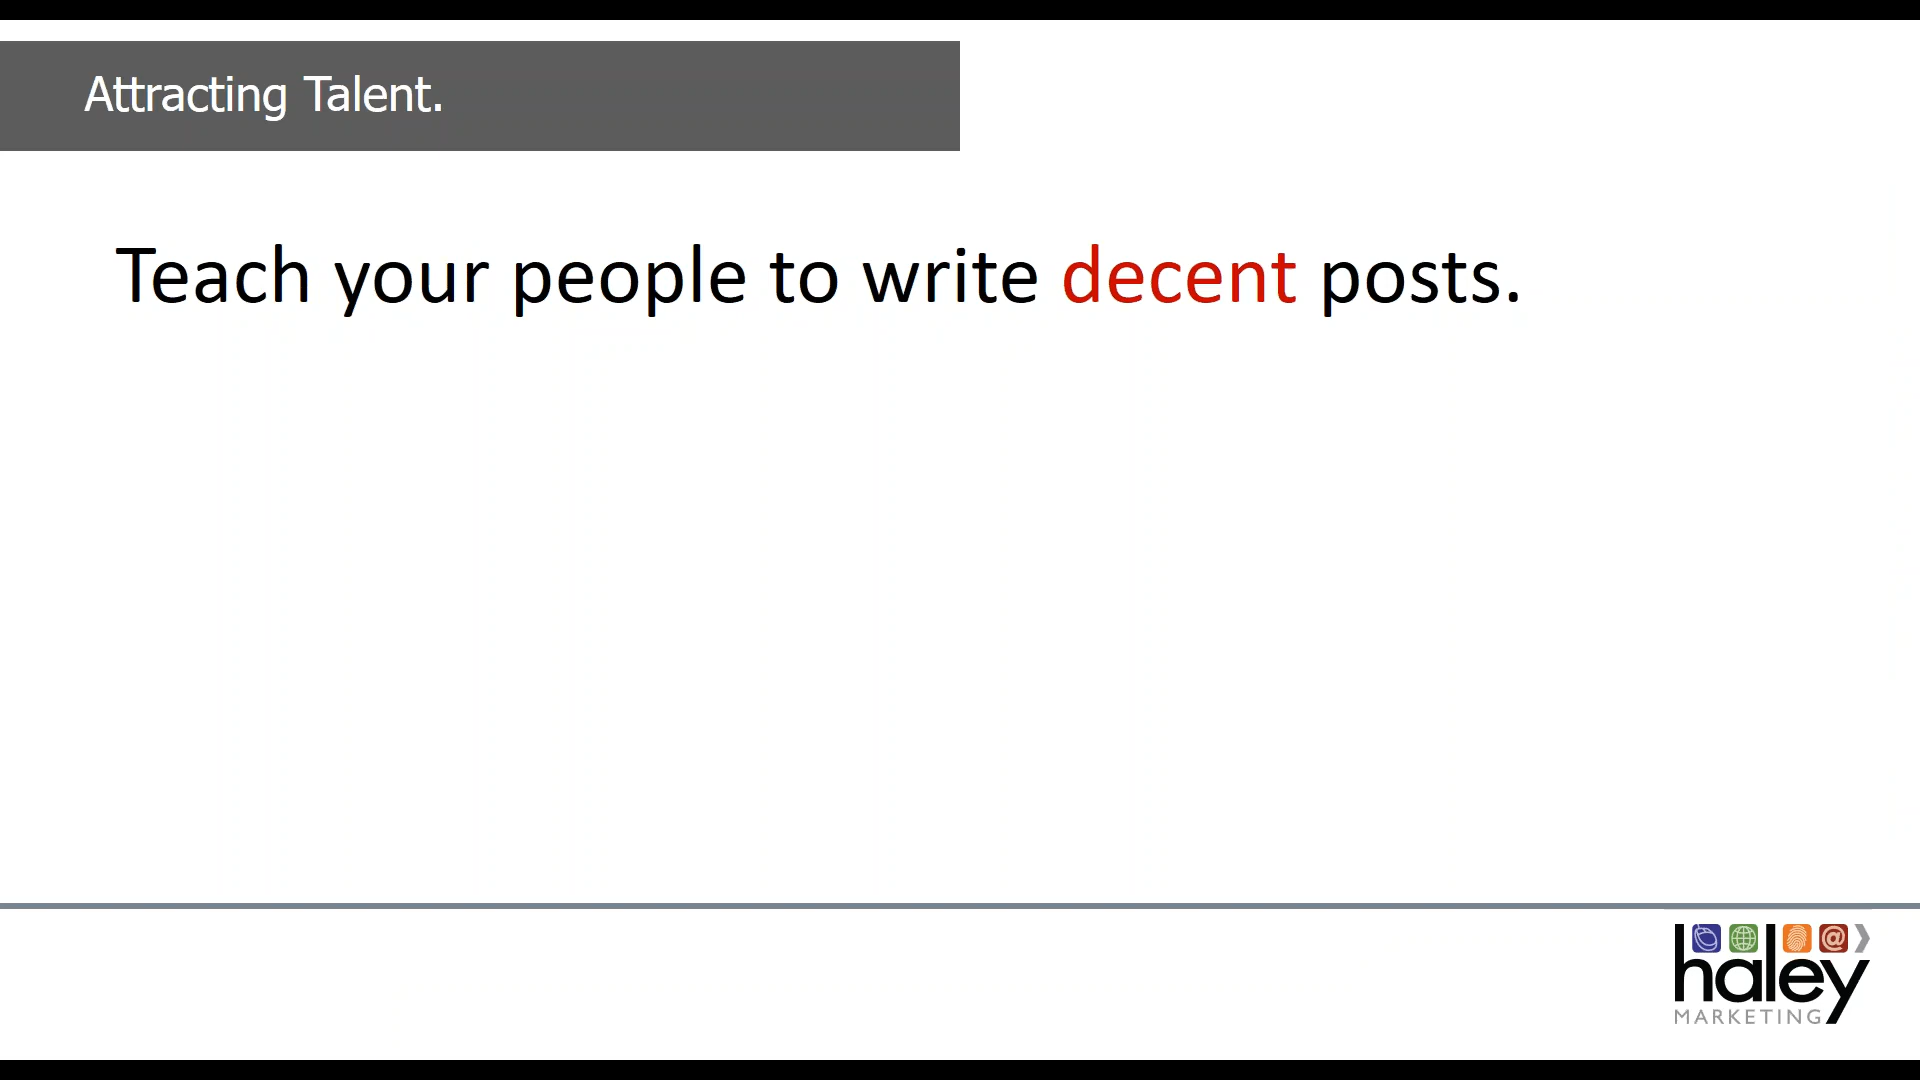 Attracting Talent.
Teach your people to write decent posts.
haley
MARKETING